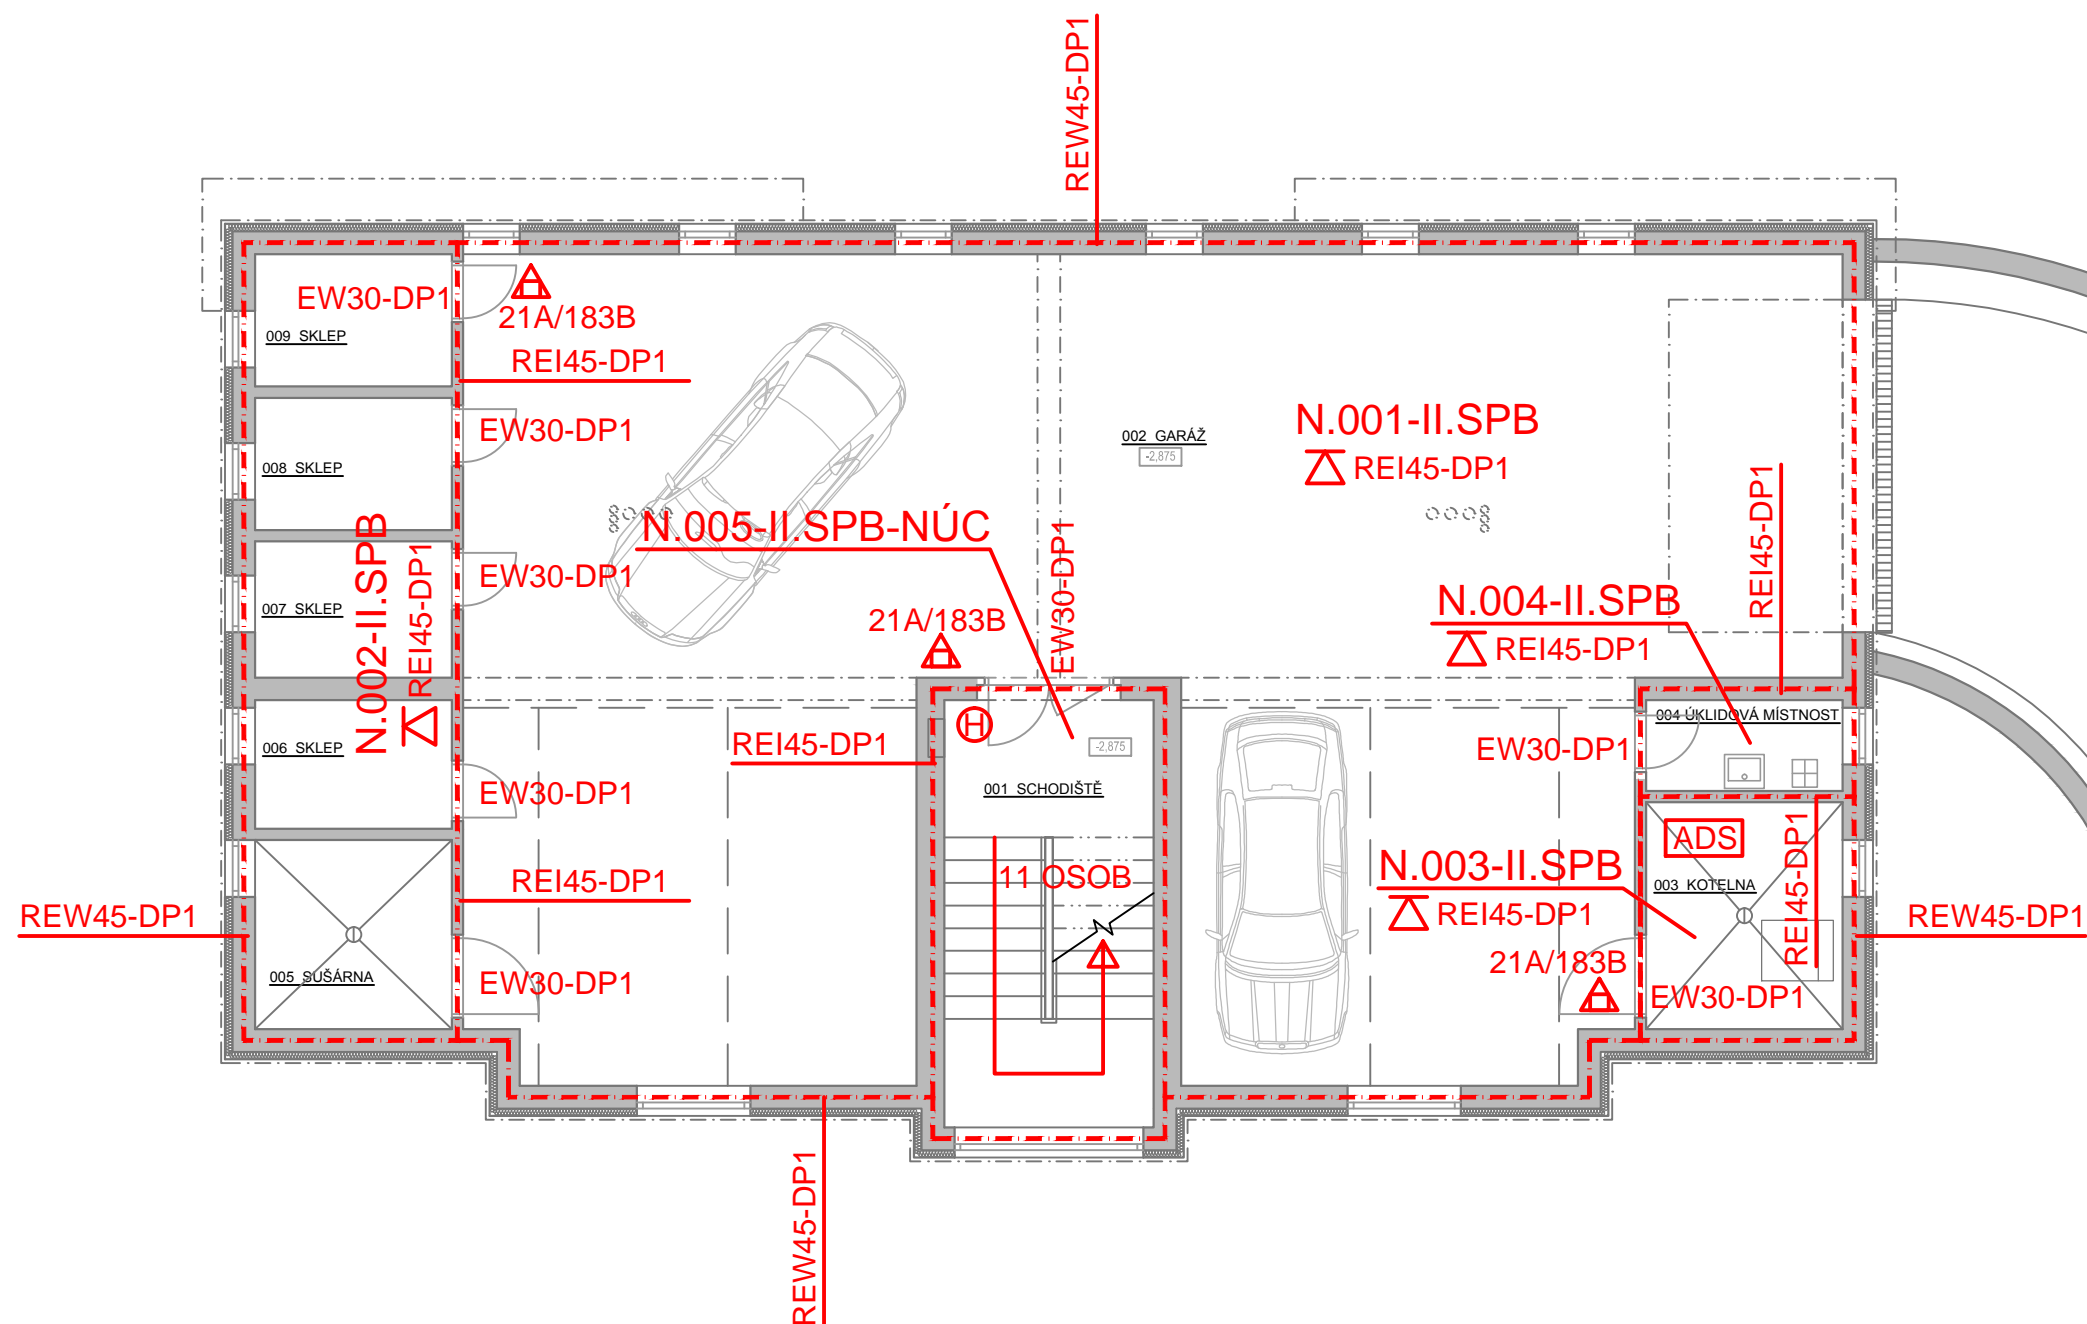 REW45-DP1
EW30-DP1
21A/183B
009 SKLEP
REI45-DP1
EW30-DP1
008 SKLEP
002 GARÁŽ
-2,875
N.001-II.SPB
REI45-DP1
REI45-DP1
N.005-II.SPB-NÚC
EW30-DP1
N.002-II.SPB
REI45-DP1
EW30-DP1
007 SKLEP
21A/183B
N.004-II.SPB
REI45-DP1
006 SKLEP
REI45-DP1
H
-2,875
004 ÚKLIDOVÁ MÍSTNOST
EW30-DP1
EW30-DP1
001 SCHODIŠTĚ
ADS
REI45-DP1
11 OSOB
N.003-II.SPB
003 KOTELNA
REI45-DP1
REI45-DP1
REW45-DP1
REW45-DP1
21A/183B
005 SUŠÁRNA
EW30-DP1
EW30-DP1
REW45-DP1